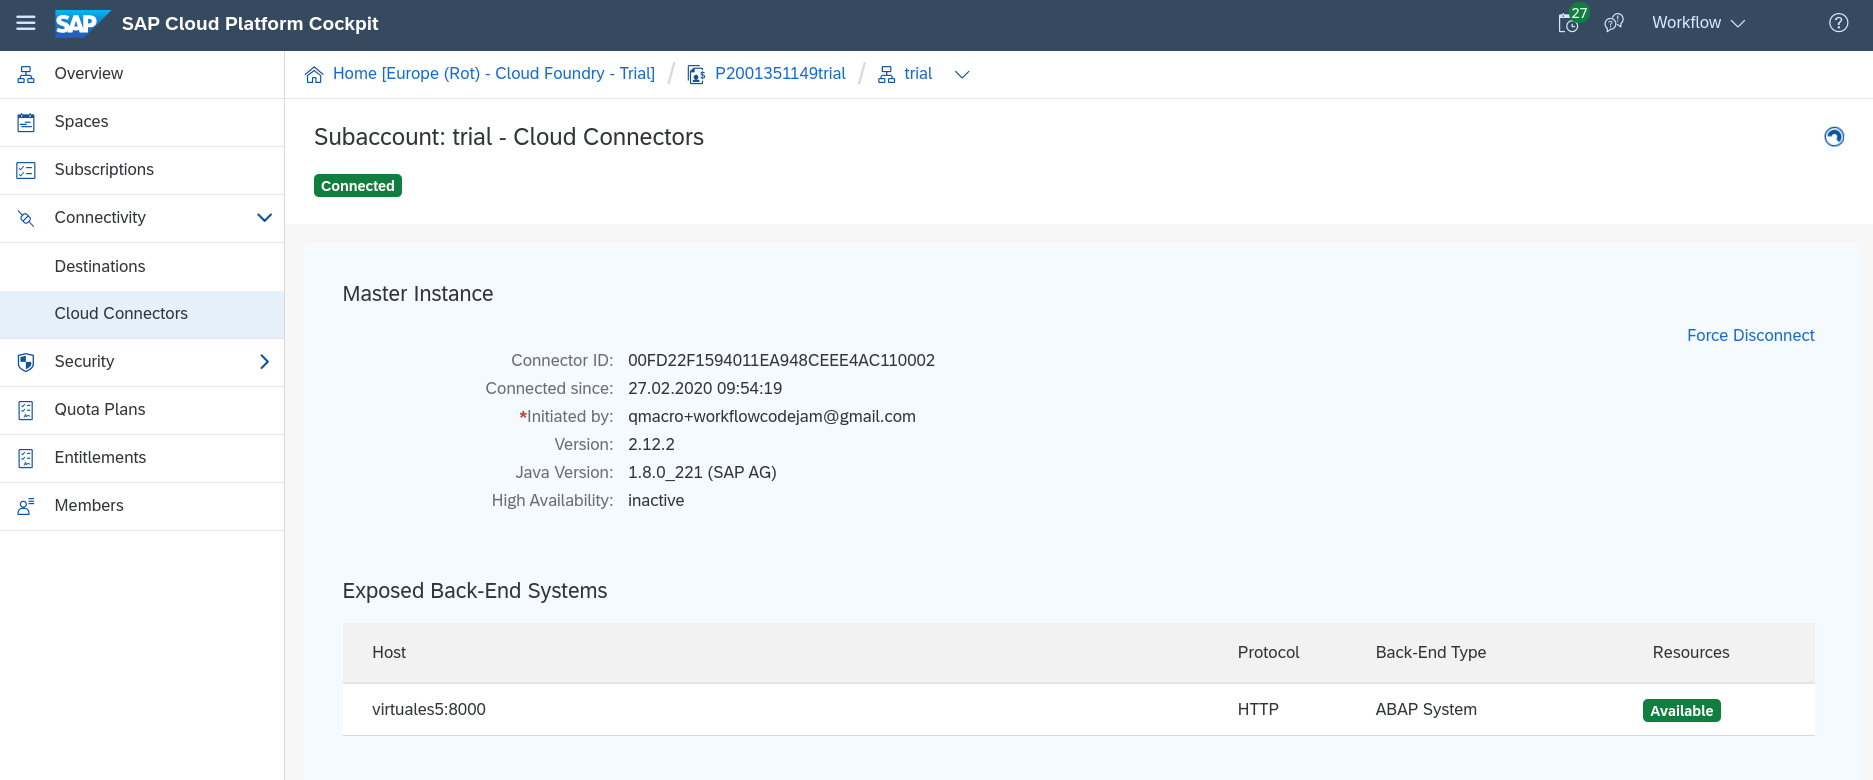 SAP SAP Cloud Platform Cockpit 27 Workflow
Overview
Spaces
Subscriptions
Connectivity
Destinations
Cloud Connectors
Security
Quota Plans
Entitlements
Members
Home [Europe (Rot) - Cloud Foundry - Trial] / P2001351149trial / trial
Subaccount: trial - Cloud Connectors
Connected
Master Instance
Force Disconnect
Connector ID: 00FD22F1594011EA948CEEE4AC110002
Connected since: 27.02.2020 09:54:19
*Initiated by: qmacro+workflowcodejam@gmail.com
Version: 2.12.2
Java Version: 1.8.0_221 (SAP AG)
High Availability: inactive
Exposed Back-End Systems
Host Protocol Back-End Type Resources
virtuales5:8000 HTTP ABAP System Available